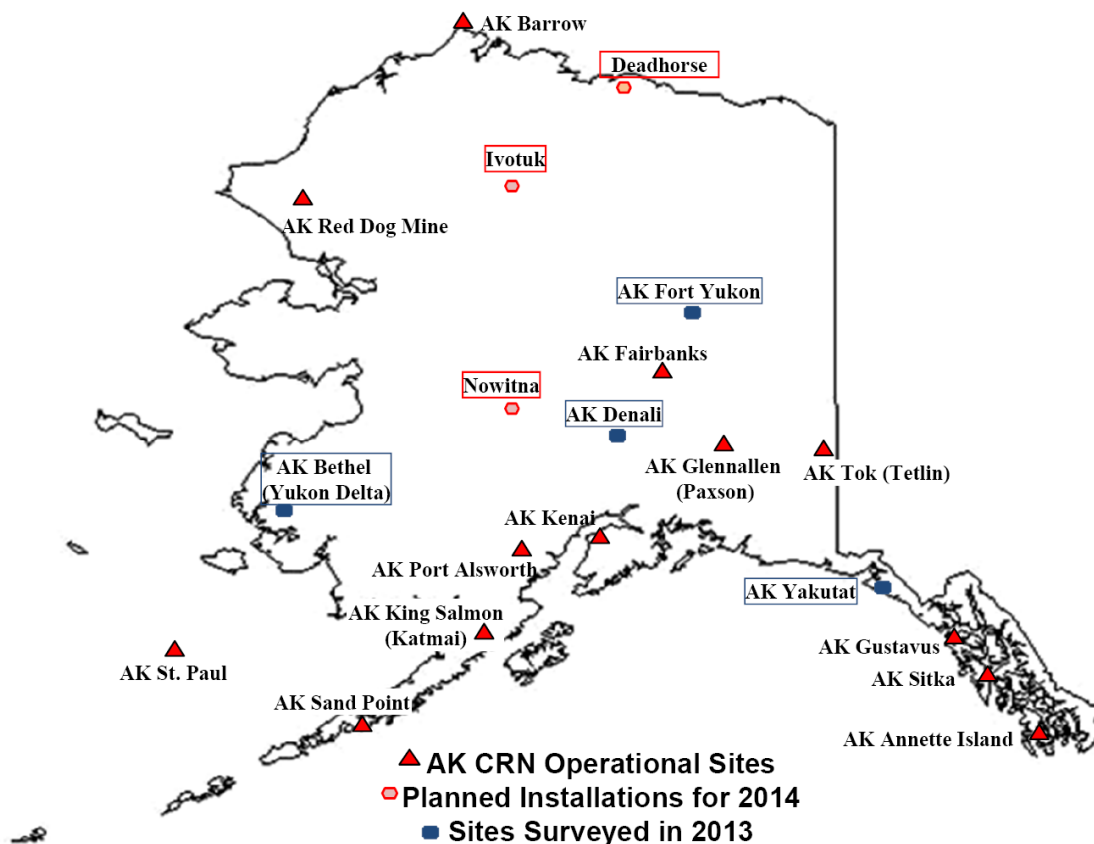 AK Barrow
Deadhorse
Ivotuk
AK Red Dog Mine
AK Fort Yukon
AK Fairbanks
Nowitna
AK Denali
AK Bethel
(Yukon Delta)
AK Glennallen
(Paxson)
AK Tok (Tetlin)
AK Kenai
AK Port Alsworth
AK Yakutat
AK King Salmon
(Katmai)
AK Gustavus
AK St. Paul
AK Sitka
AK Sand Point
AK Annette Island
AK CRN Operational Sites
Planned Installations for 2014
Sites Surveyed in 2013